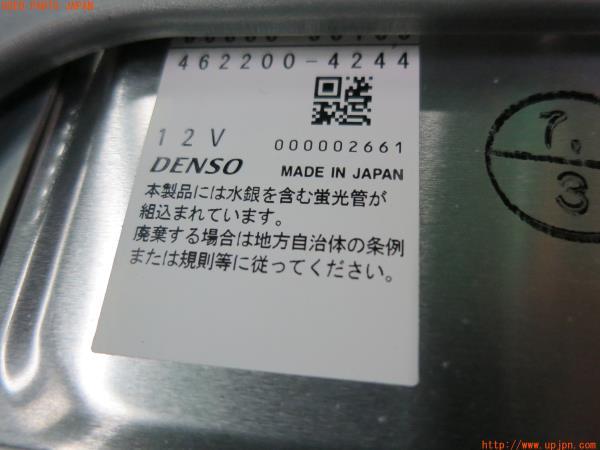 USED PARTS JAPAN
462200-4244
12V
000002661
DENSO
MADE IN JAPAN
本製品には水銀を含む蛍光管が
組込まれています。
廃棄する場合は地方自治体の条例
または規則等に従ってください。
7.
3
http://www.upjpn.com/